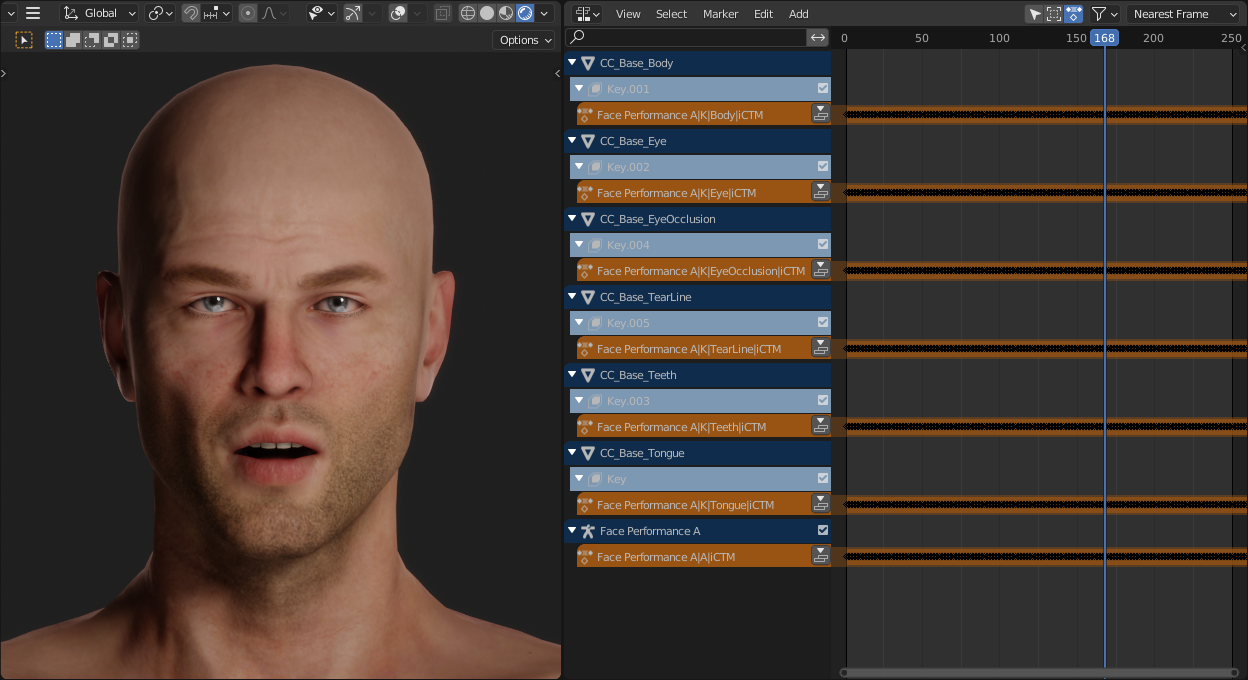 Global
View Select Marker Edit Add
Nearest Frame
Options
0 50 100 150 168 200 250
CC_Base_Body
Key.001
Face Performance A|K|Body|iCTM
CC_Base_Eye
Key.002
Face Performance A|K|Eye|iCTM
CC_Base_EyeOcclusion
Key.004
Face Performance A|K|EyeOcclusion|iCTM
CC_Base_TearLine
Key.005
Face Performance A|K|TearLine|iCTM
CC_Base_Teeth
Key.003
Face Performance A|K|Teeth|iCTM
CC_Base_Tongue
Key
Face Performance A|K|Tongue|iCTM
Face Performance A
Face Performance A|A|iCTM